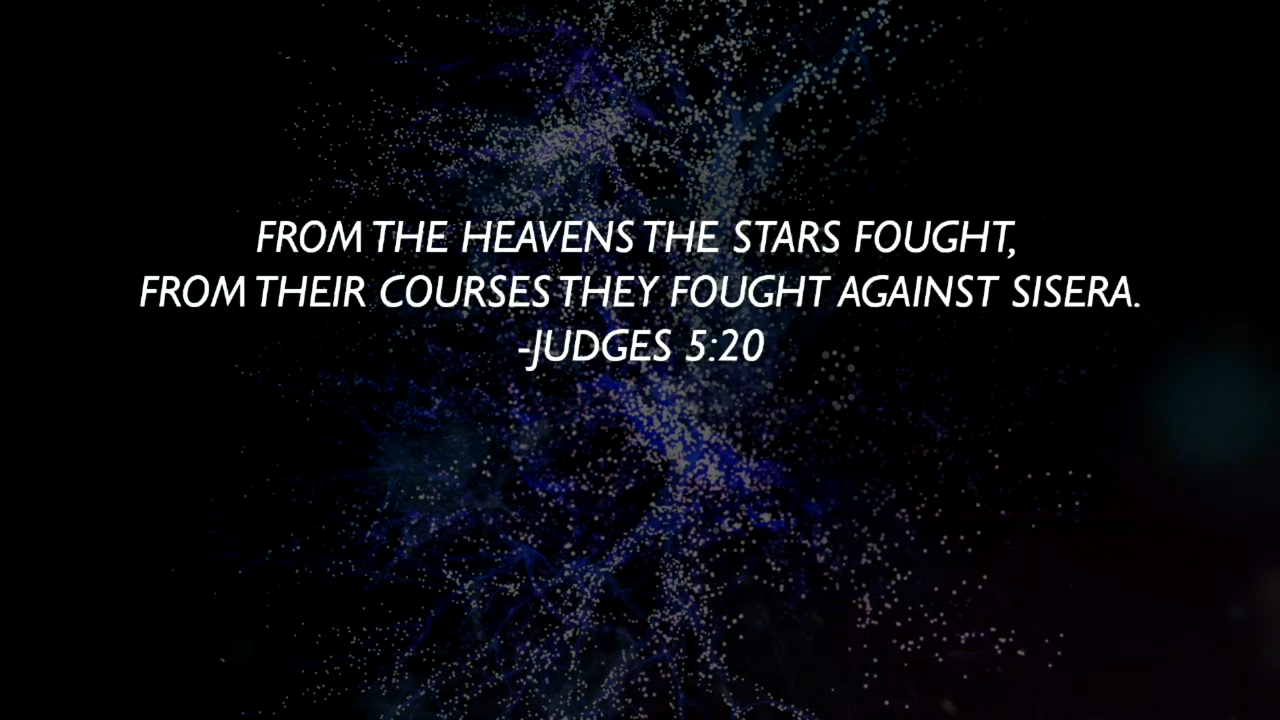 FROM THE HEAVENS THE STARS FOUGHT,
FROM THEIR COURSES THEY FOUGHT AGAINST SISERA.
-JUDGES 5:20